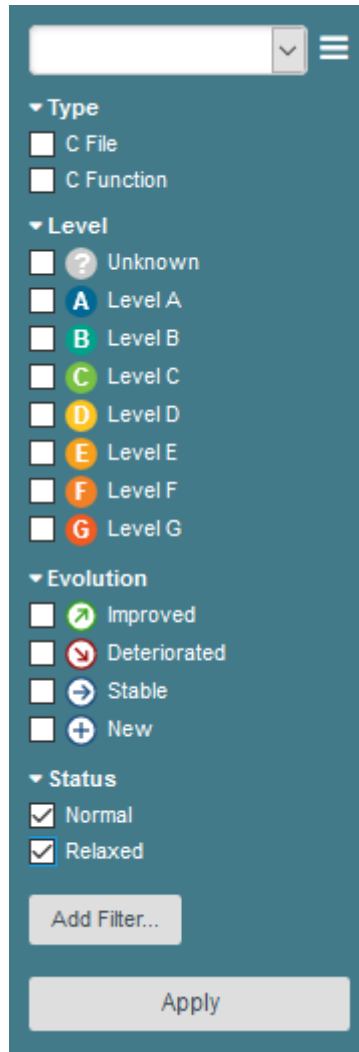 Type
C File
C Function
Level
? Unknown
A Level A
B Level B
C Level C
D Level D
E Level E
F Level F
G Level G
Evolution
Improved
Deteriorated
Stable
New
Status
Normal
Relaxed
Add Filter...
Apply